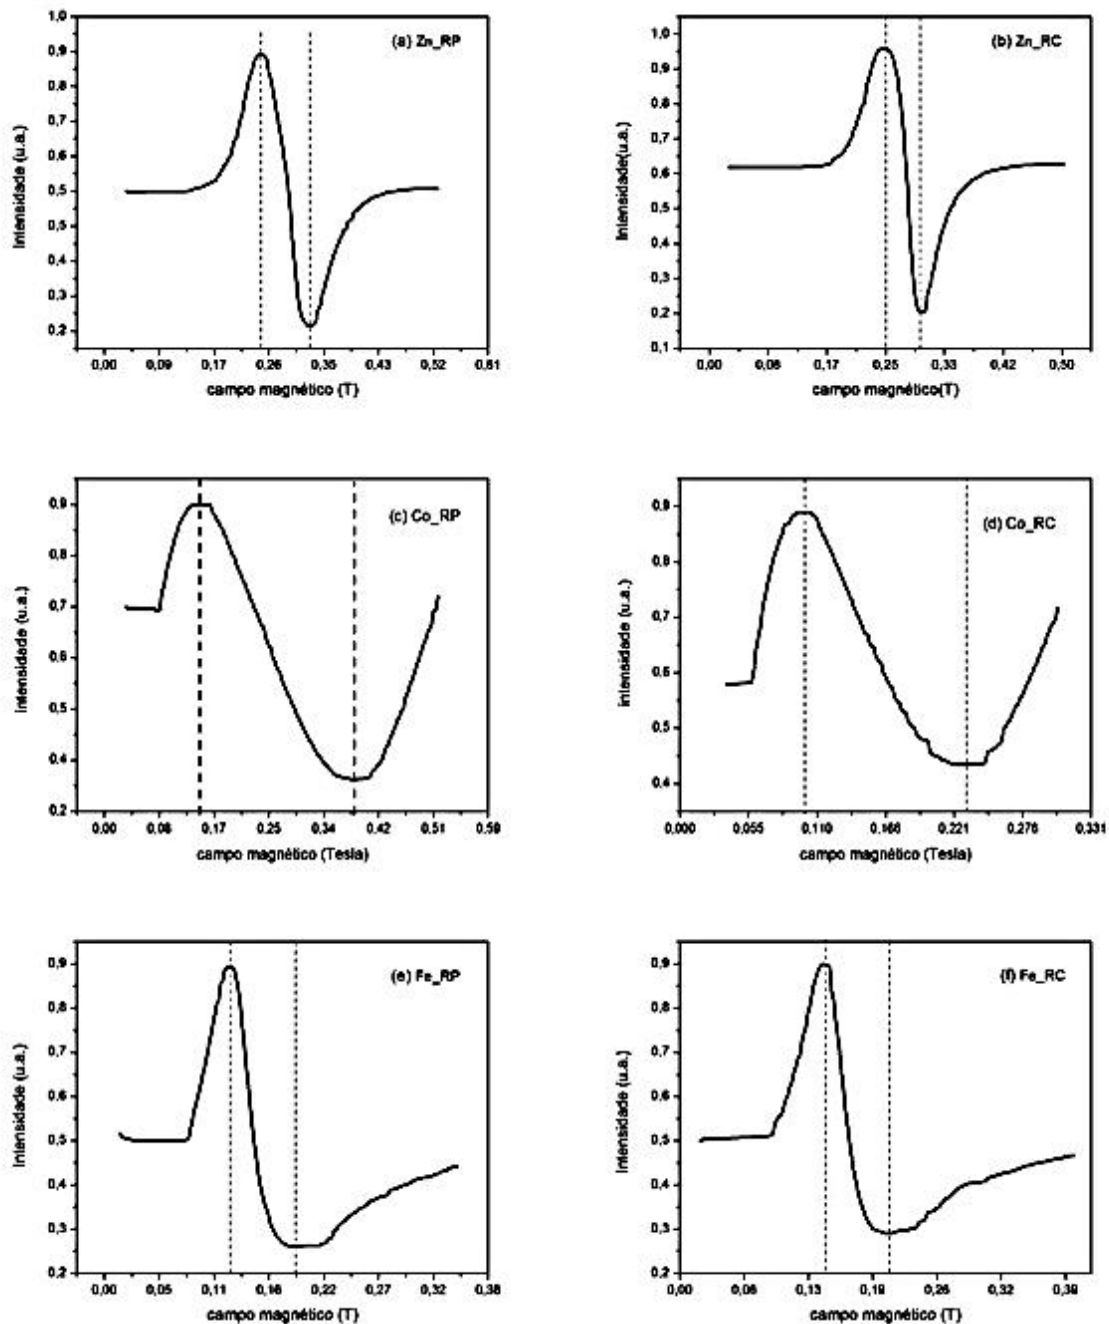 (a) Zn_RP
Intensidade (u.a.)
1,0
0,9
0,8
0,7
0,6
0,5
0,4
0,3
0,2
0,00 0,09 0,17 0,26 0,35 0,43 0,52 0,61
campo magnético (T)
(b) Zn_RC
Intensidade(u.a.)
1,0
0,9
0,8
0,7
0,6
0,5
0,4
0,3
0,2
0,1
0,00 0,08 0,17 0,25 0,33 0,42 0,50
campo magnético(T)
(c) Co_RP
Intensidade (u.a.)
0,9
0,8
0,7
0,6
0,5
0,4
0,3
0,2
0,00 0,08 0,17 0,25 0,34 0,42 0,51 0,59
campo magnético (Tesla)
(d) Co_RC
intensidade (u.a.)
0,9
0,8
0,7
0,6
0,5
0,4
0,000 0,055 0,110 0,166 0,221 0,276 0,331
campo magnético (Tesla)
(e) Fe_RP
Intensidade (u.a.)
0,9
0,8
0,7
0,6
0,5
0,4
0,3
0,2
0,00 0,05 0,11 0,16 0,22 0,27 0,32 0,38
campo magnético (T)
(f) Fe_RC
Intensidade (u.a.)
0,9
0,8
0,7
0,6
0,5
0,4
0,3
0,2
0,00 0,06 0,13 0,19 0,26 0,32 0,39
campo magnético (T)